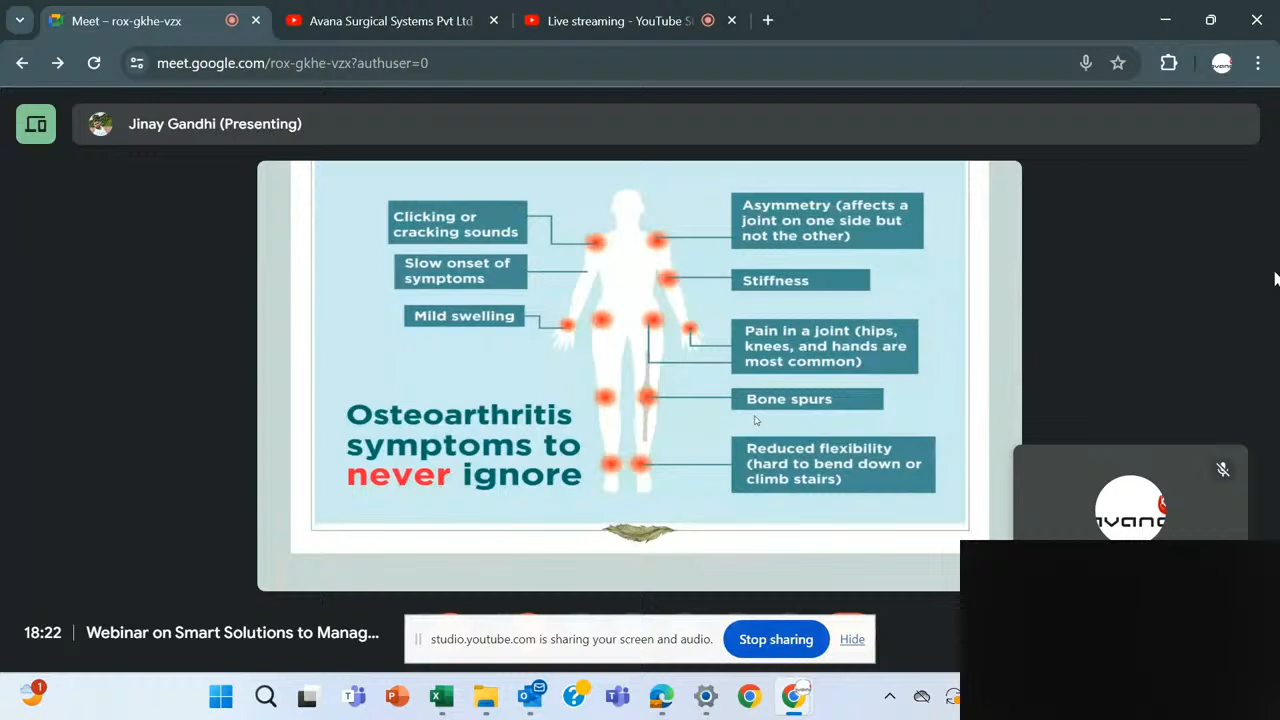 Meet – rox-gkhe-vzx
Avana Surgical Systems Pvt Ltd
Live streaming - YouTube S
meet.google.com/rox-gkhe-vzx?authuser=0
Jinay Gandhi (Presenting)
Clicking or
cracking sounds
Slow onset of
symptoms
Mild swelling
Asymmetry (affects a
joint on one side but
not the other)
Stiffness
Pain in a joint (hips,
knees, and hands are
most common)
Bone spurs
Reduced flexibility
(hard to bend down or
climb stairs)
Osteoarthritis
symptoms to
never ignore
avana
18:22
Webinar on Smart Solutions to Manag...
studio.youtube.com is sharing your screen and audio.
Stop sharing
Hide
1